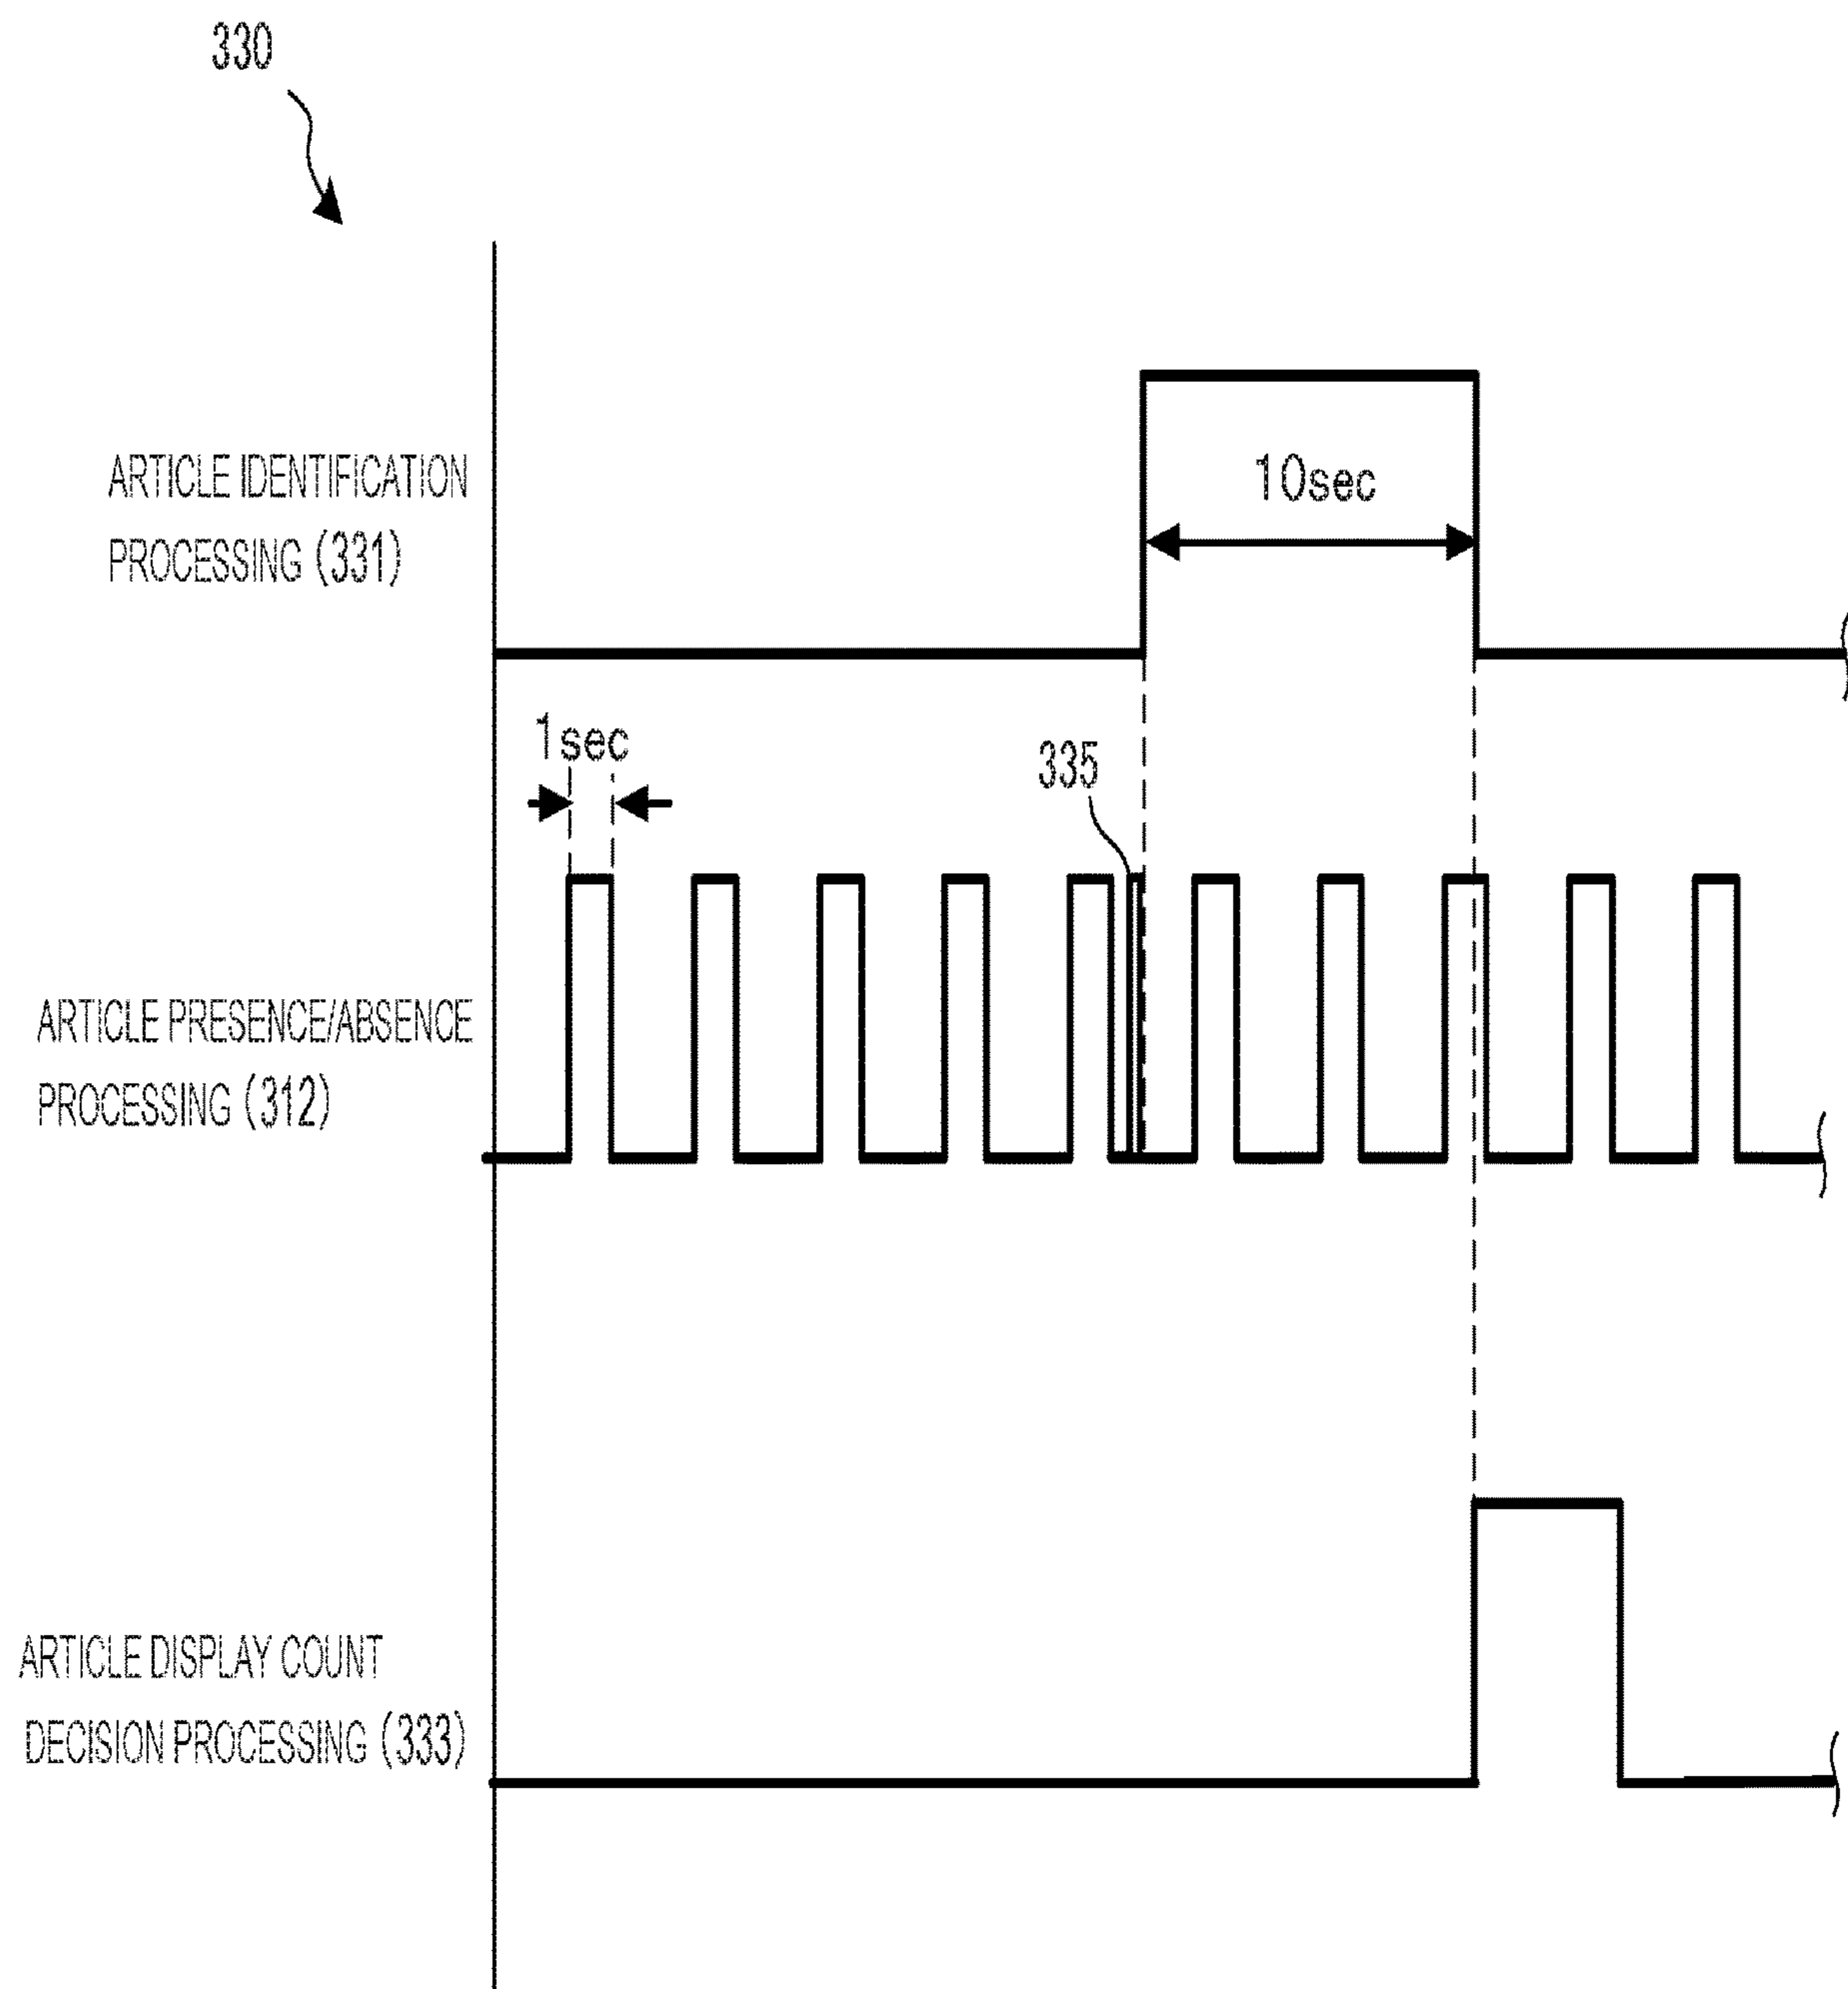 330
ARTICLE IDENTIFICATION
PROCESSING (331)
10sec
1sec
335
ARTICLE PRESENCE/ABSENCE
PROCESSING (312)
ARTICLE DISPLAY COUNT
DECISION PROCESSING (333)